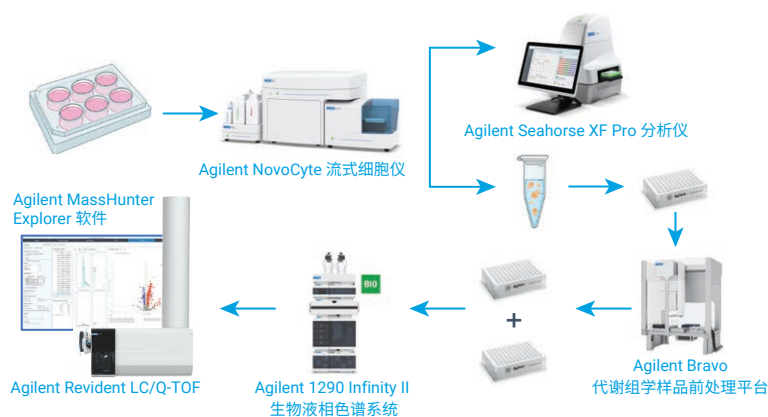 Agilent Seahorse XF Pro 分析仪
Agilent NovoCyte 流式细胞仪
Agilent MassHunter
Explorer 软件
BIO
+
Agilent Revident LC/Q-TOF
Agilent 1290 Infinity II
生物液相色谱系统
Agilent Bravo
代谢组学样品前处理平台